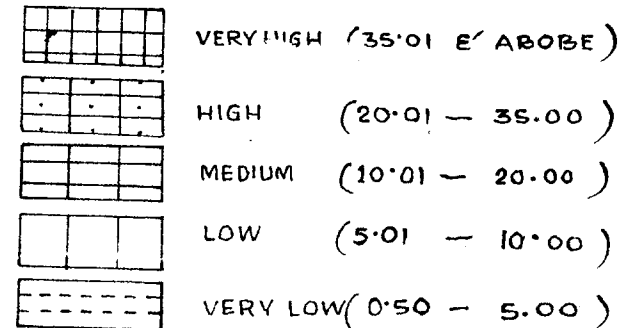 VERY HIGH (35·01 E' ABOBE)
HIGH (20·01 — 35.00)
MEDIUM (10·01 — 20.00)
LOW (5·01 — 10·00)
VERY LOW (0·50 — 5.00)